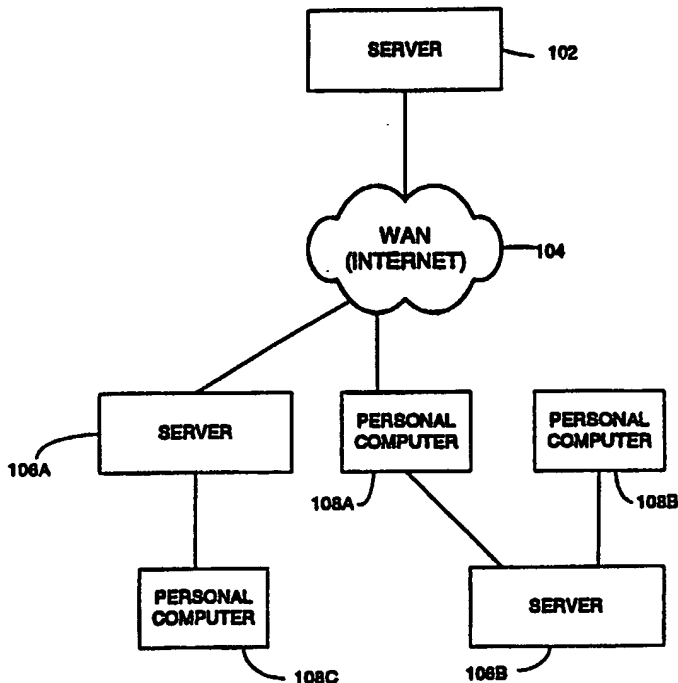 SERVER
102
WAN
(INTERNET)
104
SERVER
106A
PERSONAL
COMPUTER
108A
PERSONAL
COMPUTER
108B
PERSONAL
COMPUTER
108C
SERVER
106B